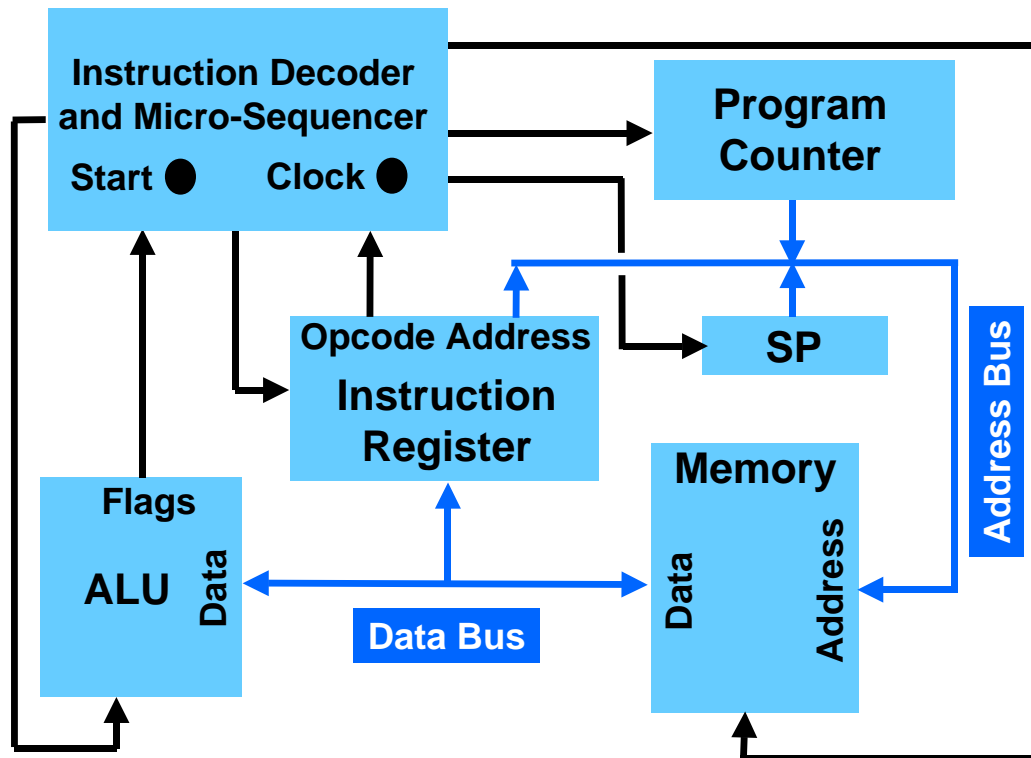 Instruction Decoder
and Micro-Sequencer
Start
Clock
Program
Counter
Opcode Address
Instruction
Register
SP
Address Bus
Flags
ALU
Data
Memory
Data
Address
Data Bus